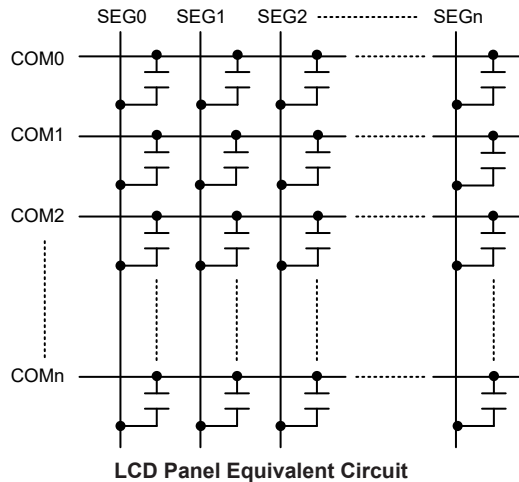 SEG0 SEG1 SEG2 SEGn
COM0
COM1
COM2
COMn
LCD Panel Equivalent Circuit